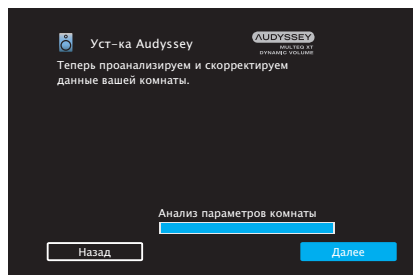 Уст-ка Audyssey
AUDYSSEY
MULTEQ XT
DYNAMIC VOLUME
Теперь проанализируем и скорректируем
данные вашей комнаты.
Анализ параметров комнаты
Назад
Далее